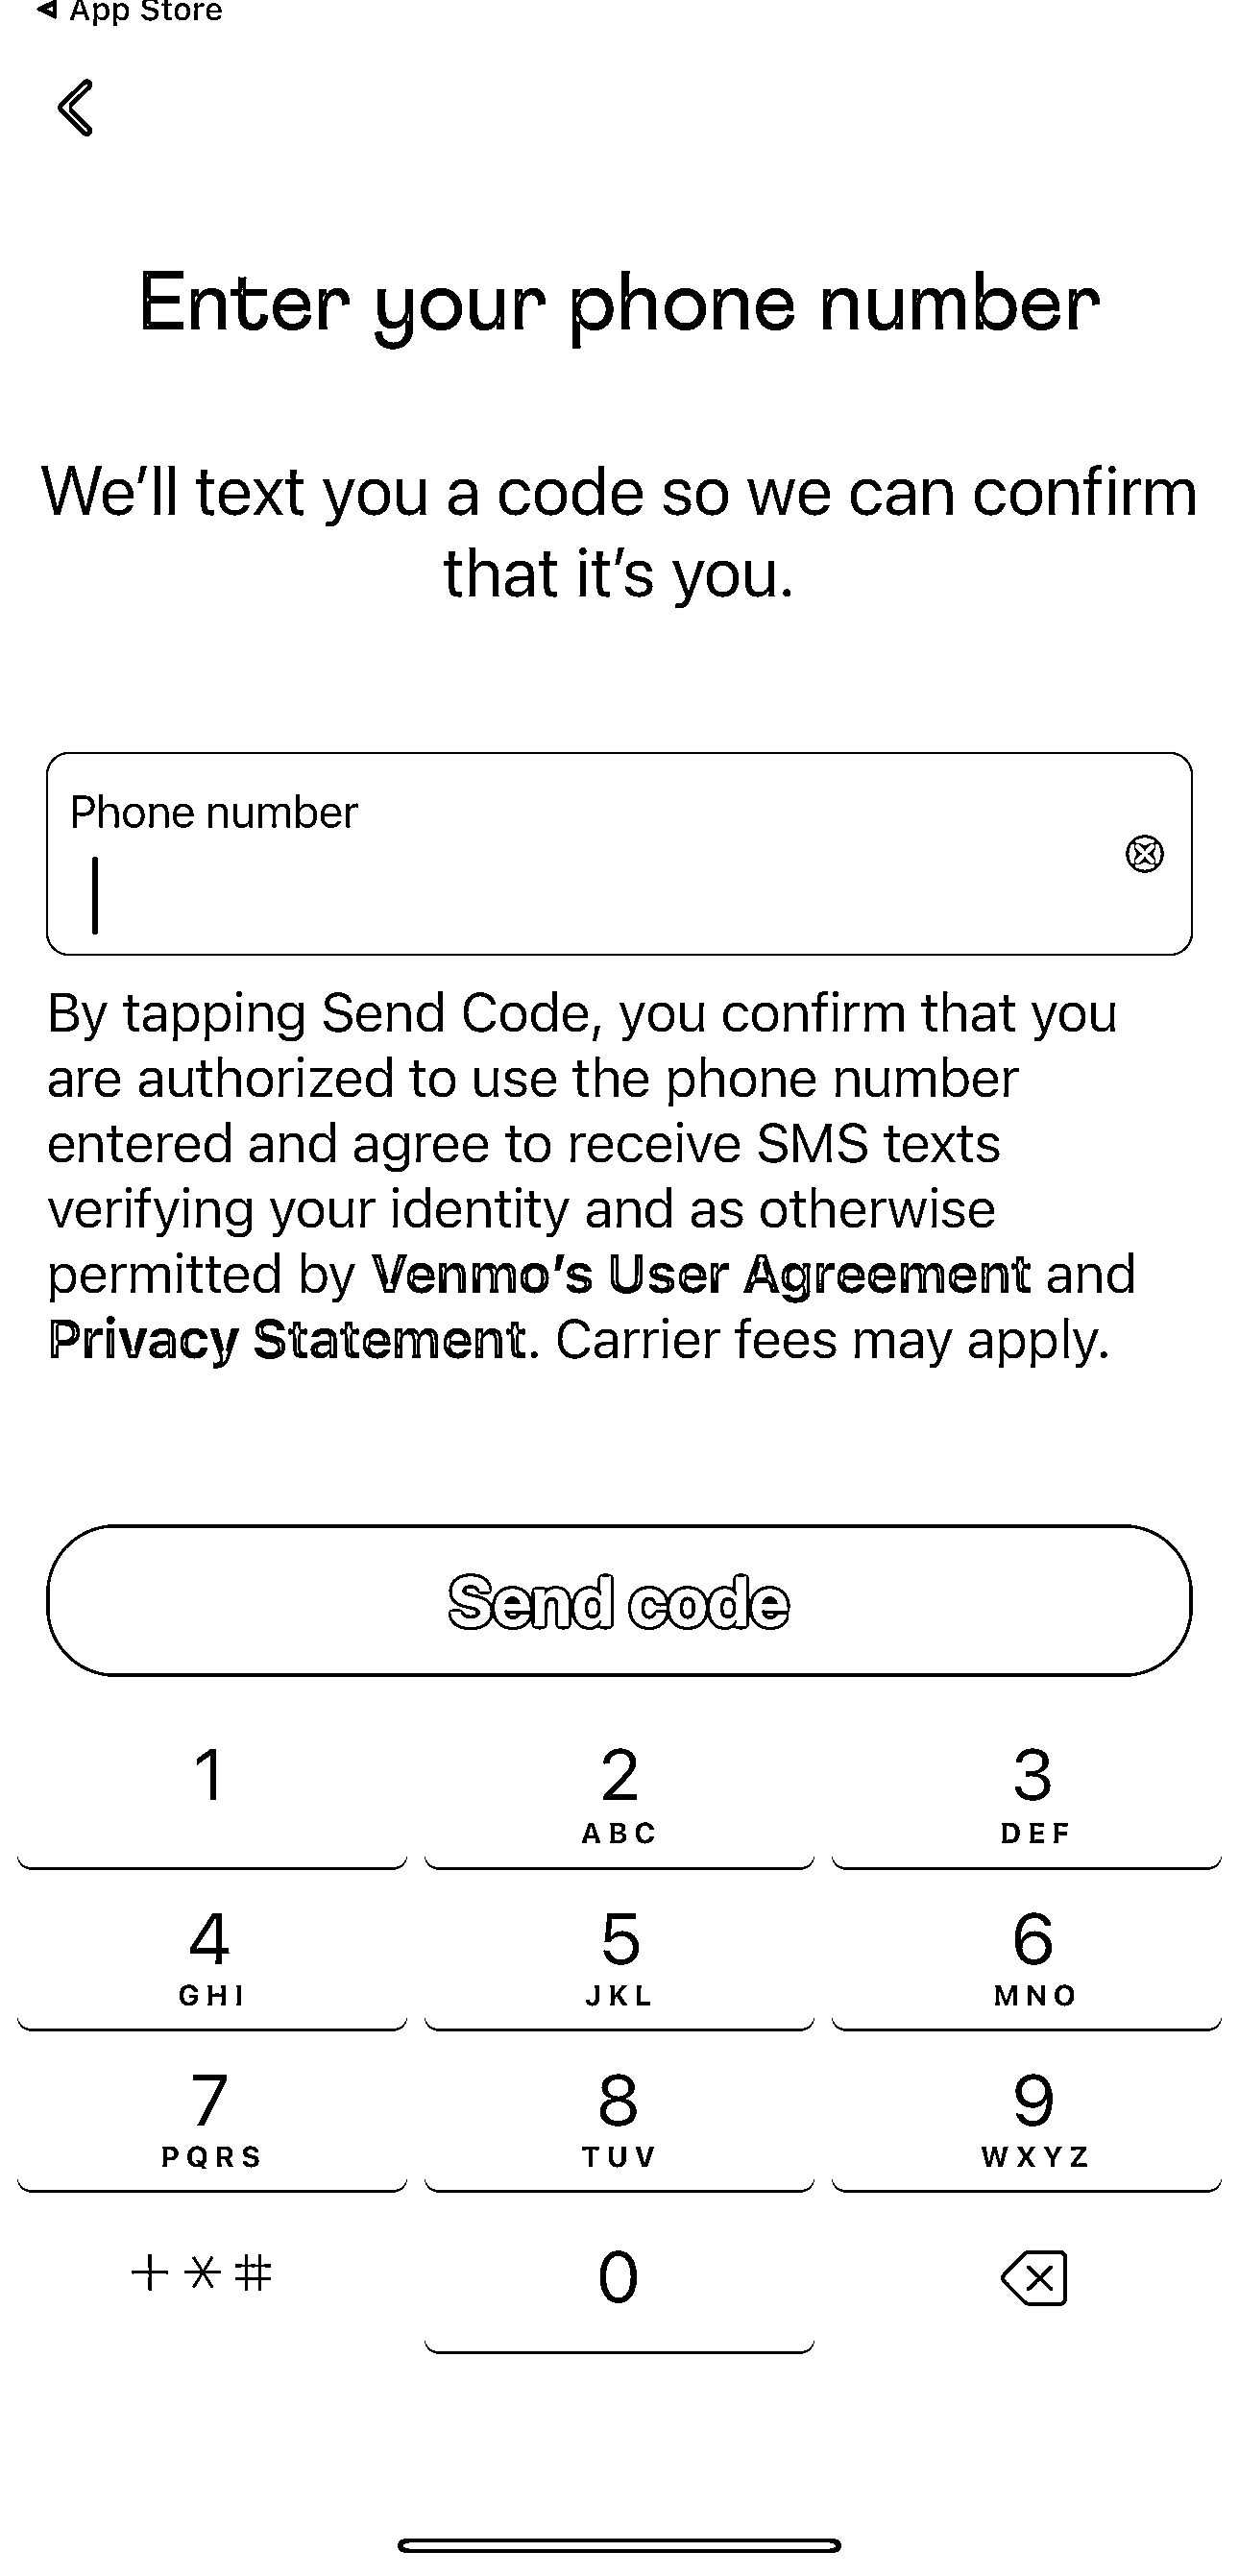 App Store
Enter your phone number
We’ll text you a code so we can confirm
that it’s you.
Phone number
By tapping Send Code, you confirm that you
are authorized to use the phone number
entered and agree to receive SMS texts
verifying your identity and as otherwise
permitted by Venmo’s User Agreement and
Privacy Statement. Carrier fees may apply.
Send code
1 2 3
ABC DEF
4 5 6
GHI JKL MNO
7 8 9
PQRS TUV WXYZ
+*# 0